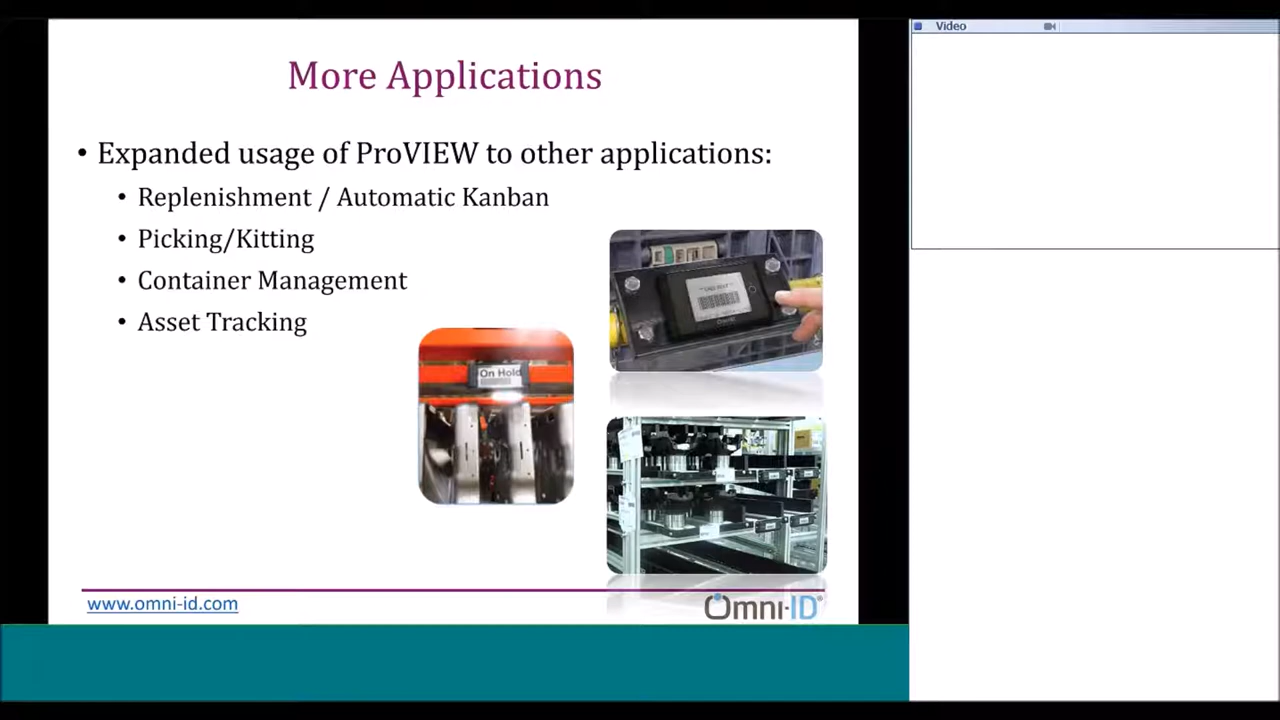 Video
More Applications
• Expanded usage of ProVIEW to other applications:
• Replenishment / Automatic Kanban
• Picking/Kitting
• Container Management
• Asset Tracking
On Hold
www.omni-id.com
Omni-ID®